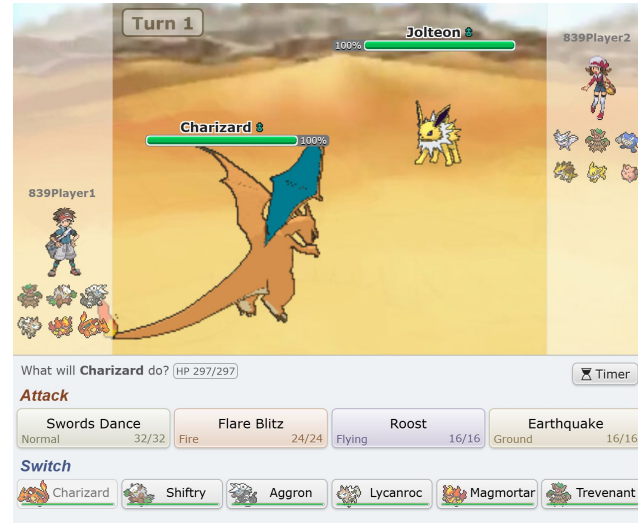 Turn 1
Jolteon
100%
839Player2
Charizard
100%
839Player1
What will Charizard do? HP 297/297
Timer
Attack
Swords Dance
Normal 32/32
Flare Blitz
Fire 24/24
Roost
Flying 16/16
Earthquake
Ground 16/16
Switch
Charizard
Shiftry
Aggron
Lycanroc
Magmortar
Trevenant